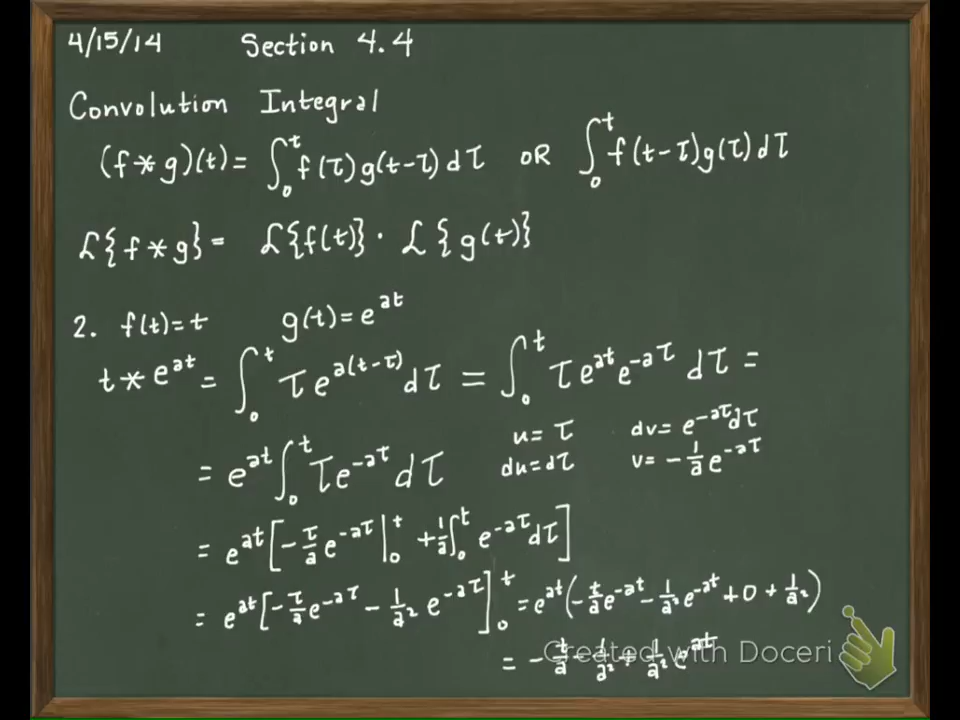 4/15/14 Section 4.4
Convolution Integral
(f*g)(t) = ∫₀ᵗ f(τ)g(t-τ)dτ OR ∫₀ᵗ f(t-τ)g(τ)dτ
ℒ{f*g} = ℒ{f(t)} · ℒ{g(t)}
2. f(t)=t g(t)=e^{at}
t * e^{at} = ∫₀ᵗ τe^{a(t-τ)}dτ = ∫₀ᵗ τe^{at}e^{-aτ} dτ =
u = τ dv = e^{-aτ}dτ
= e^{at}∫₀ᵗ τe^{-aτ} dτ du = dτ v = -1/a e^{-aτ}
= e^{at}[-τ/a e^{-aτ}|₀ᵗ + 1/a ∫₀ᵗ e^{-aτ}dτ]
= e^{at}[-τ/a e^{-aτ} - 1/a² e^{-aτ}]₀ᵗ = e^{at}(-t/a e^{-at} - 1/a² e^{-at} + 0 + 1/a²)
= -t/a - 1/a² + 1/a² e^{at}
Created with Doceri